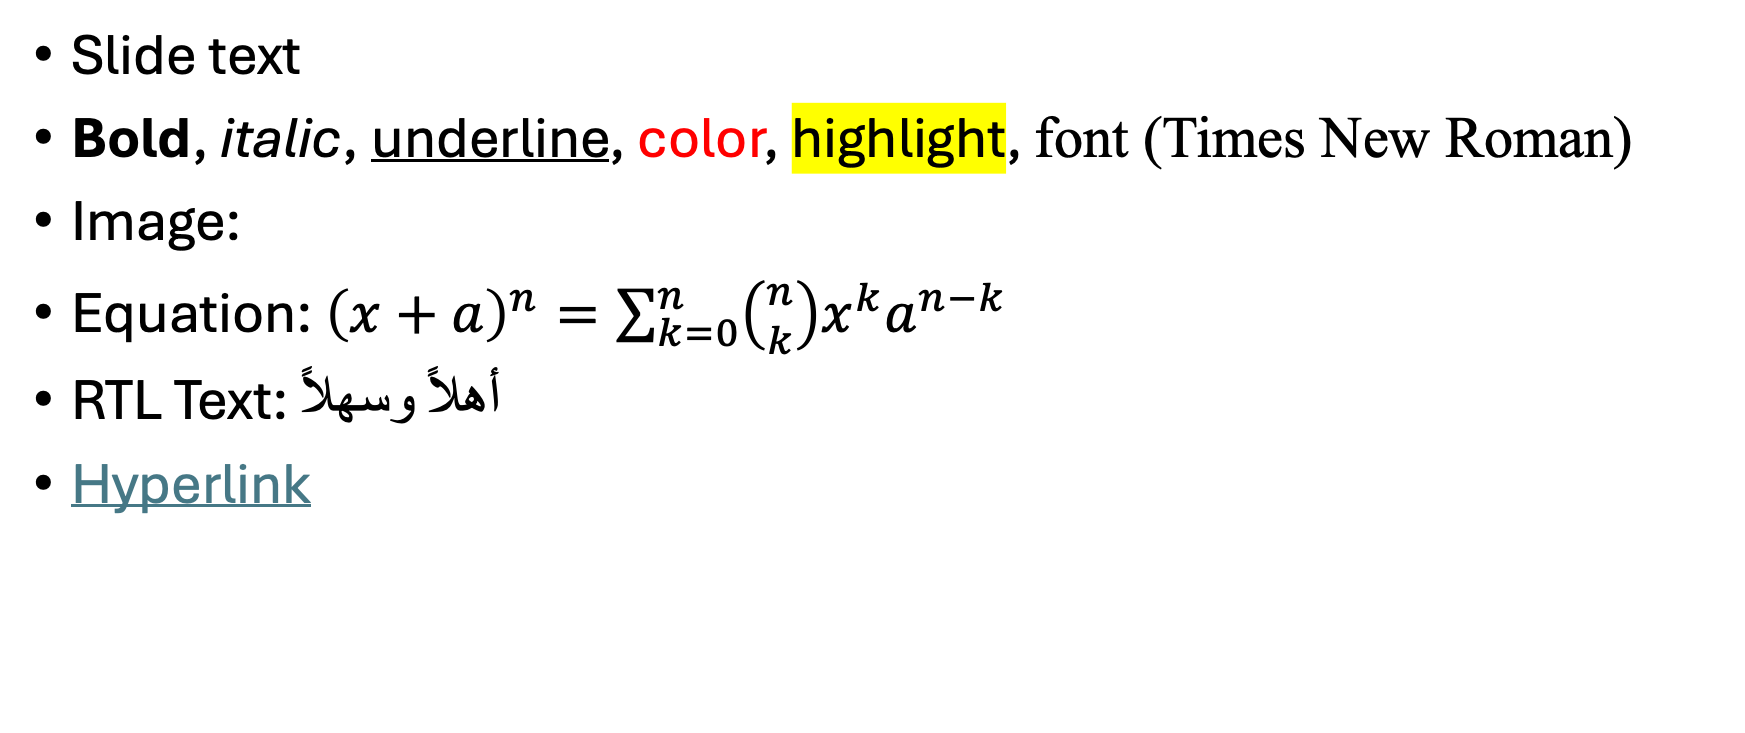 • Slide text
• Bold, italic, underline, color, highlight, font (Times New Roman)
• Image:
• Equation: (x + a)^n = ∑_{k=0}^{n} (n k) x^k a^{n−k}
• RTL Text: أهلاً وسهلاً
• Hyperlink